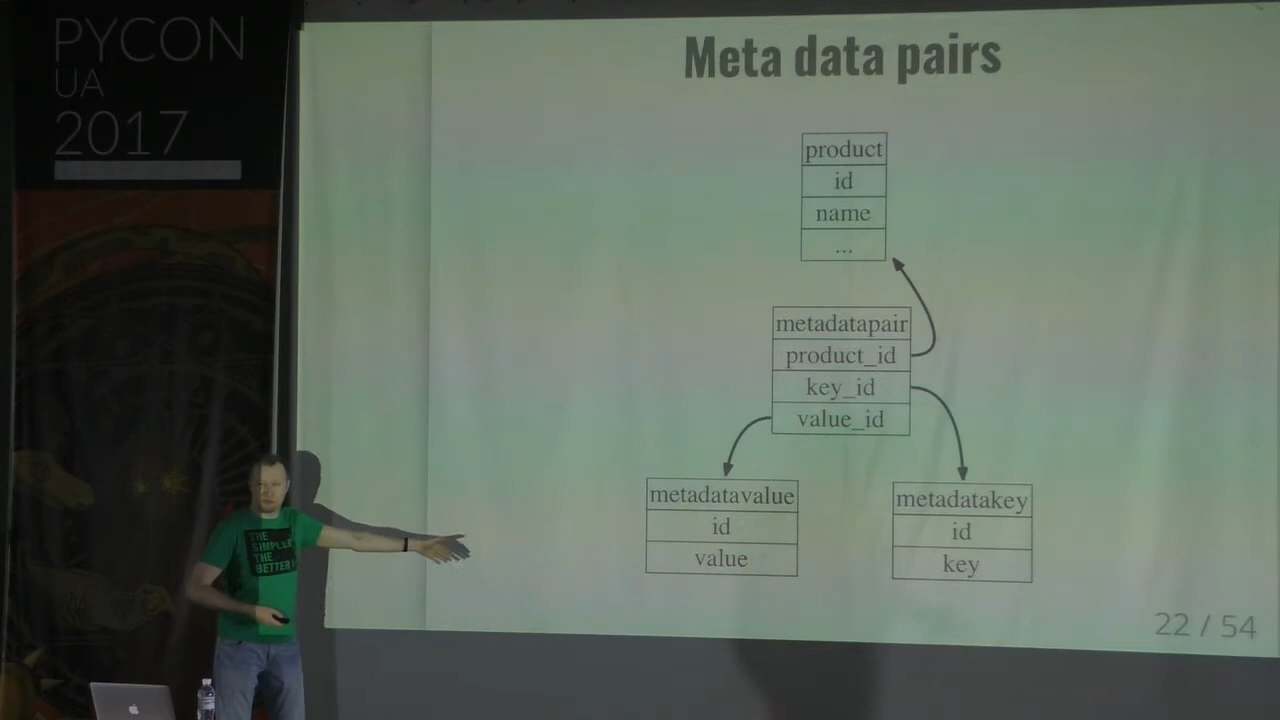 PYCON
UA
2017
Meta data pairs
product
id
name
...
metadatapair
product_id
key_id
value_id
metadatavalue
id
value
metadatakey
id
key
22 / 54
THE
SIMPLER
THE
BETTER